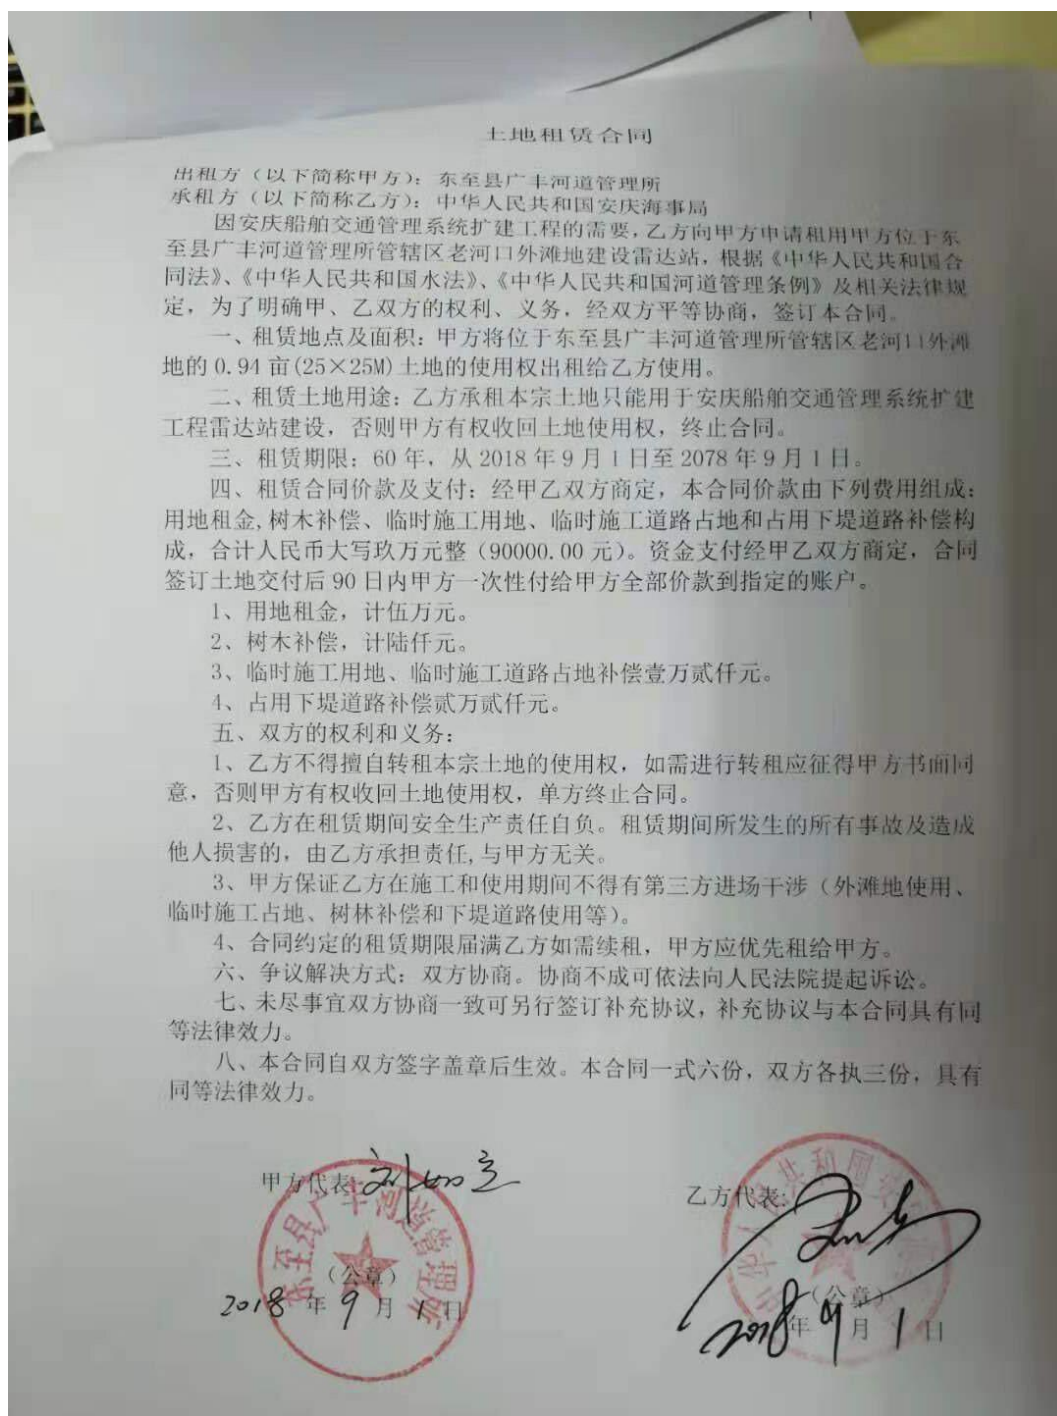 土地租赁合同
出租方（以下简称甲方）：东至县广丰河道管理所
承租方（以下简称乙方）：中华人民共和国安庆海事局
因安庆船舶交通管理系统扩建工程的需要，乙方向甲方申请租用甲方位于东
至县广丰河道管理所管辖区老河口外滩地建设雷达站，根据《中华人民共和国合
同法》、《中华人民共和国水法》、《中华人民共和国河道管理条例》及相关法律规
定，为了明确甲、乙双方的权利、义务，经双方平等协商，签订本合同。
一、租赁地点及面积：甲方将位于东至县广丰河道管理所管辖区老河口外滩
地的 0.94 亩(25×25M)土地的使用权出租给乙方使用。
二、租赁土地用途：乙方承租本宗土地只能用于安庆船舶交通管理系统扩建
工程雷达站建设，否则甲方有权收回土地使用权，终止合同。
三、租赁期限：60 年，从 2018 年 9 月 1 日至 2078 年 9 月 1 日。
四、租赁合同价款及支付：经甲乙双方商定，本合同价款由下列费用组成：
用地租金,树木补偿、临时施工用地、临时施工道路占地和占用下堤道路补偿构
成，合计人民币大写玖万元整（90000.00 元）。资金支付经甲乙双方商定，合同
签订土地交付后 90 日内甲方一次性付给甲方全部价款到指定的账户。
1、用地租金，计伍万元。
2、树木补偿，计陆仟元。
3、临时施工用地、临时施工道路占地补偿壹万贰仟元。
4、占用下堤道路补偿贰万贰仟元。
五、双方的权利和义务：
1、乙方不得擅自转租本宗土地的使用权，如需进行转租应征得甲方书面同
意，否则甲方有权收回土地使用权，单方终止合同。
2、乙方在租赁期间安全生产责任自负。租赁期间所发生的所有事故及造成
他人损害的，由乙方承担责任,与甲方无关。
3、甲方保证乙方在施工和使用期间不得有第三方进场干涉（外滩地使用、
临时施工占地、树林补偿和下堤道路使用等）。
4、合同约定的租赁期限届满乙方如需续租，甲方应优先租给甲方。
六、争议解决方式：双方协商。协商不成可依法向人民法院提起诉讼。
七、未尽事宜双方协商一致可另行签订补充协议，补充协议与本合同具有同
等法律效力。
八、本合同自双方签字盖章后生效。本合同一式六份，双方各执三份，具有
同等法律效力。
甲方代表:
乙方代表:
东至县广丰河道管理所
（公章）
（公章）
2018 年 9 月 1 日
2018 年 9 月 1 日